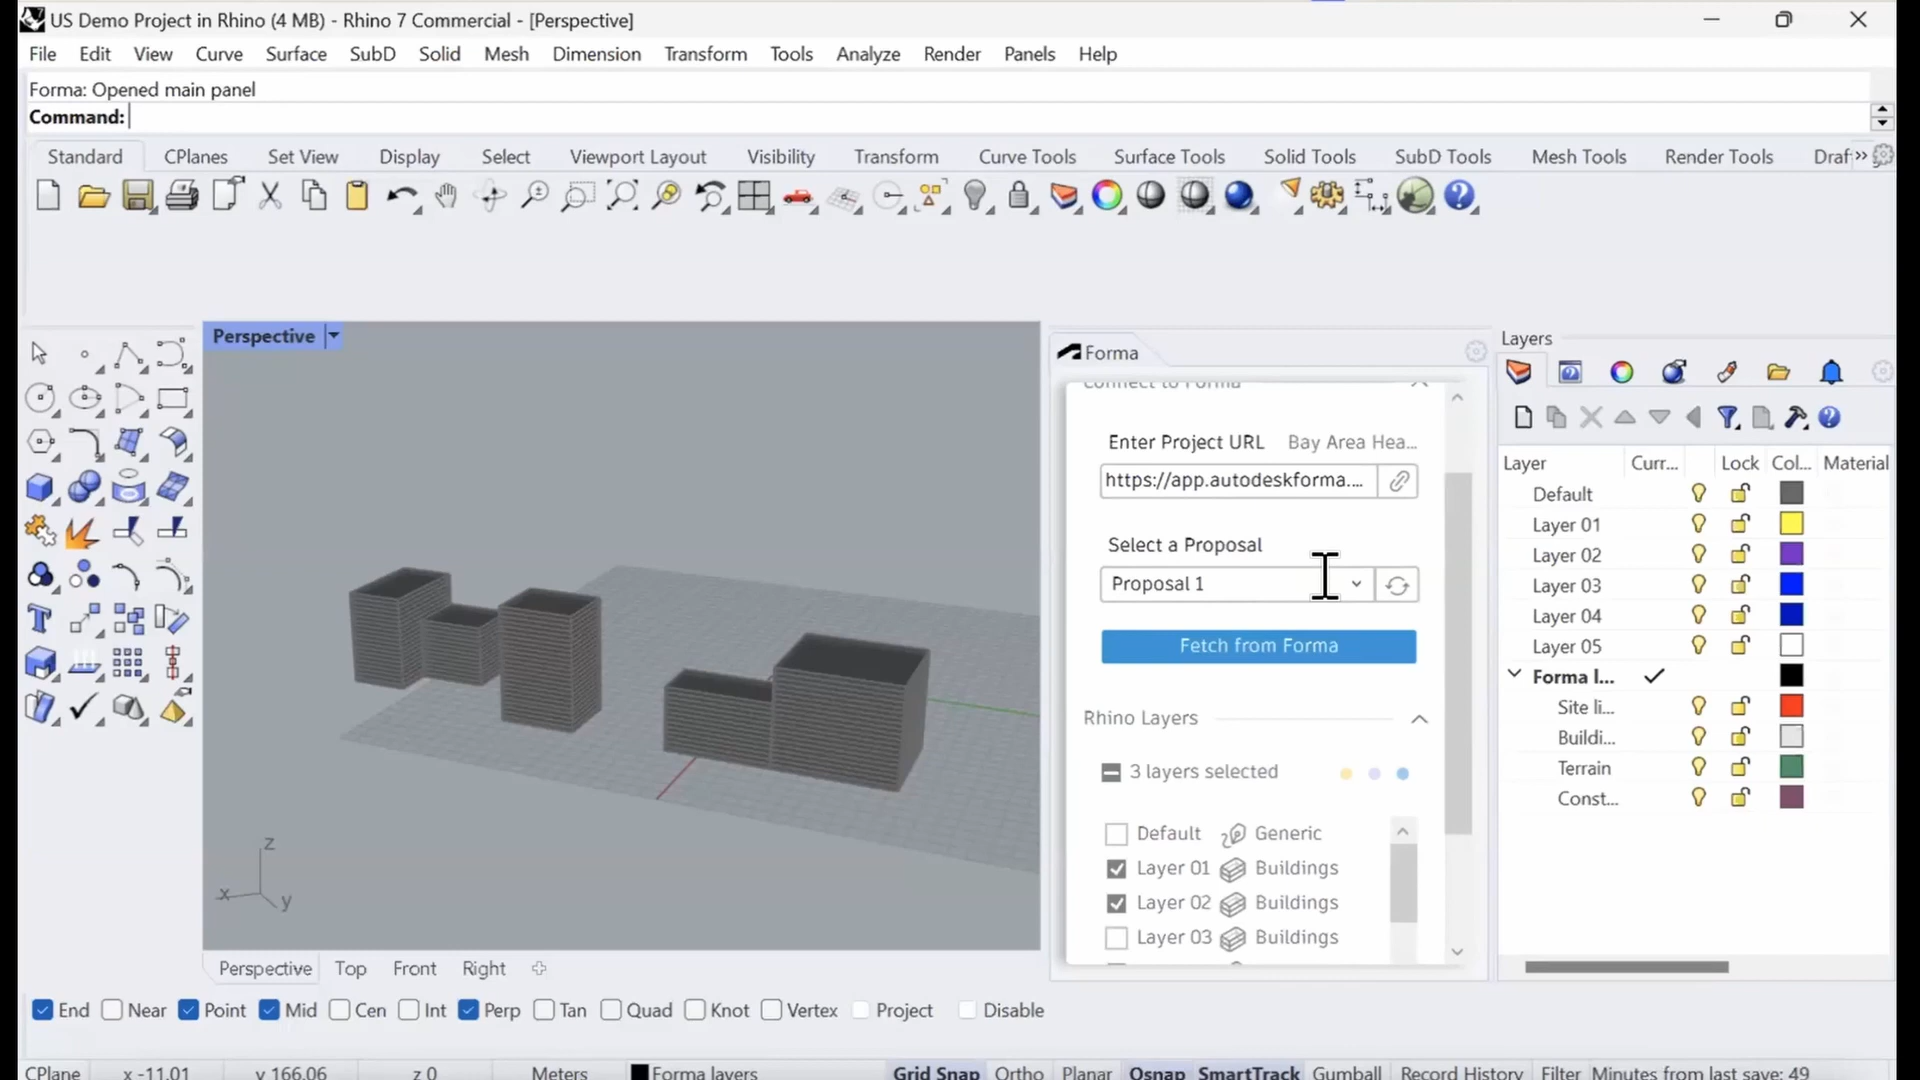 US Demo Project in Rhino (4 MB) - Rhino 7 Commercial - [Perspective]
File Edit View Curve Surface SubD Solid Mesh Dimension Transform Tools Analyze Render Panels Help
Forma: Opened main panel
Command:
Standard CPlanes Set View Display Select Viewport Layout Visibility Transform Curve Tools Surface Tools Solid Tools SubD Tools Mesh Tools Render Tools Draf
Perspective
Forma
Connect to Forma
Enter Project URL Bay Area Hea...
https://app.autodeskforma....
Select a Proposal
Proposal 1
Fetch from Forma
Rhino Layers
3 layers selected
Default Generic
Layer 01 Buildings
Layer 02 Buildings
Layer 03 Buildings
Layers
Layer Curr... Lock Col... Material
Default
Layer 01
Layer 02
Layer 03
Layer 04
Layer 05
Forma l...
Site li...
Buildi...
Terrain
Const...
z
x
y
Perspective Top Front Right
End Near Point Mid Cen Int Perp Tan Quad Knot Vertex Project Disable
CPlane x -11.01 y 166.06 z 0 Meters Forma layers Grid Snap Ortho Planar Osnap SmartTrack Gumball Record History Filter Minutes from last save: 49